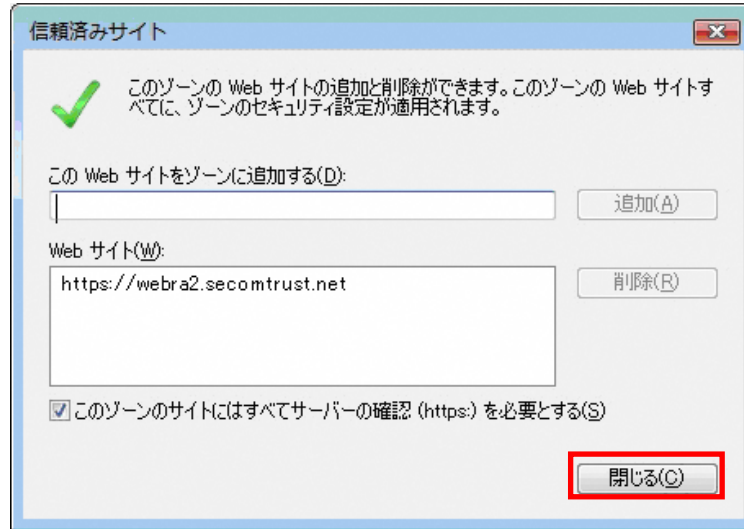 信頼済みサイト
このゾーンの Web サイトの追加と削除ができます。このゾーンの Web サイトす
べてに、ゾーンのセキュリティ設定が適用されます。
この Web サイトをゾーンに追加する(D):
追加(A)
Web サイト(W):
https://webra2.secomtrust.net
削除(R)
このゾーンのサイトにはすべてサーバーの確認 (https:) を必要とする(S)
閉じる(C)